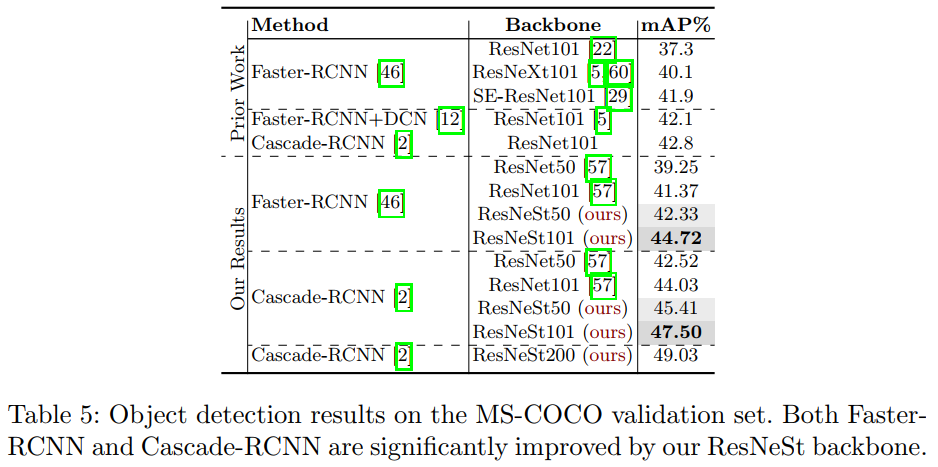 Method Backbone mAP%
Prior Work
ResNet101 [22] 37.3
Faster-RCNN [46] ResNeXt101 [5,60] 40.1
SE-ResNet101 [29] 41.9
Faster-RCNN+DCN [12] ResNet101 [5] 42.1
Cascade-RCNN [2] ResNet101 42.8
Our Results
ResNet50 [57] 39.25
ResNet101 [57] 41.37
Faster-RCNN [46]
ResNeSt50 (ours) 42.33
ResNeSt101 (ours) 44.72
ResNet50 [57] 42.52
ResNet101 [57] 44.03
Cascade-RCNN [2]
ResNeSt50 (ours) 45.41
ResNeSt101 (ours) 47.50
Cascade-RCNN [2] ResNeSt200 (ours) 49.03
Table 5: Object detection results on the MS-COCO validation set. Both Faster-
RCNN and Cascade-RCNN are significantly improved by our ResNeSt backbone.